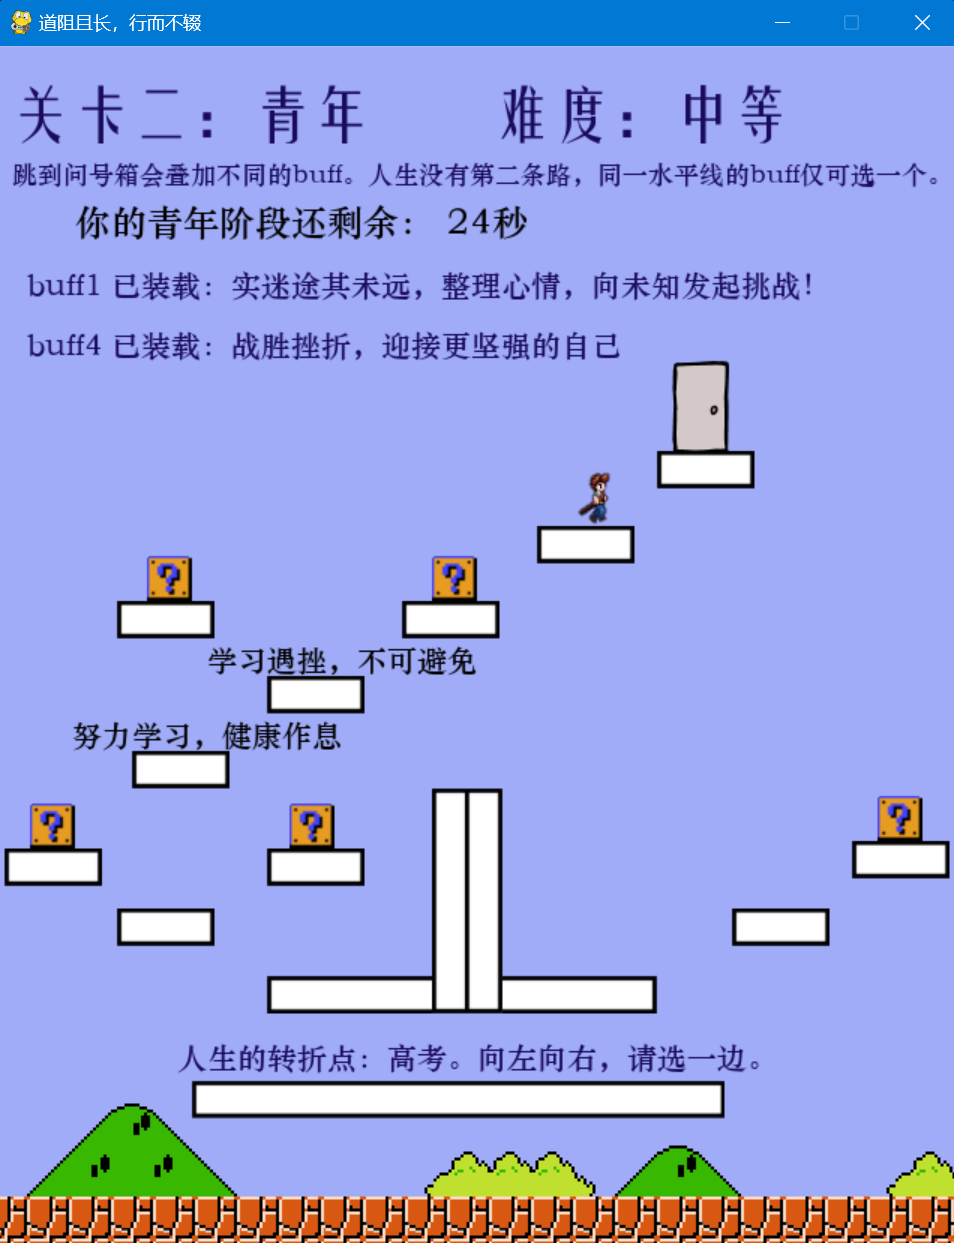 道阻且长，行而不辍
关卡二：青年 难度：中等
跳到问号箱会叠加不同的buff。人生没有第二条路，同一水平线的buff仅可选一个。
你的青年阶段还剩余： 24秒
buff1 已装载：实迷途其未远，整理心情，向未知发起挑战！
buff4 已装载：战胜挫折，迎接更坚强的自己
?
?
学习遇挫，不可避免
努力学习，健康作息
?
?
?
人生的转折点：高考。向左向右，请选一边。